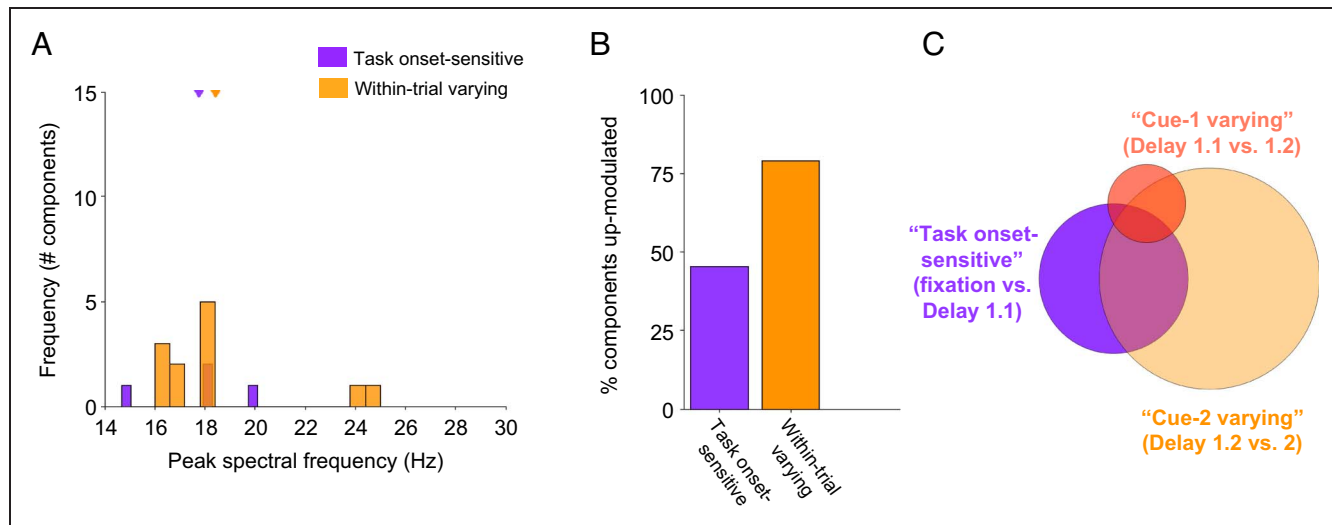 A
Task onset-sensitive
Within-trial varying
15
10
5
0
Frequency (# components)
14 16 18 20 22 24 26 28 30
Peak spectral frequency (Hz)
B
100
75
50
25
0
% components up-modulated
Task onset-
sensitive
Within-trial
varying
C
“Cue-1 varying”
(Delay 1.1 vs. 1.2)
“Task onset-
sensitive”
(fixation vs.
Delay 1.1)
“Cue-2 varying”
(Delay 1.2 vs. 2)